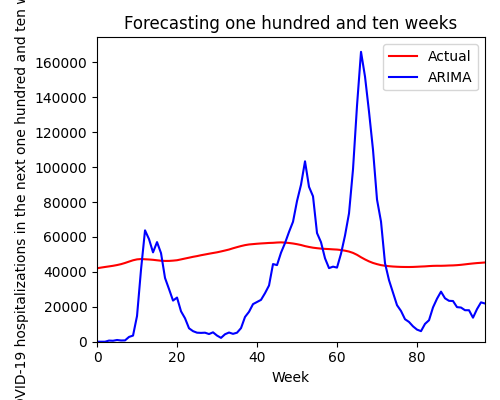 Forecasting one hundred and ten weeks
COVID-19 hospitalizations in the next one hundred and ten
160000
140000
120000
100000
80000
60000
40000
20000
0
Actual
ARIMA
0 20 40 60 80
Week